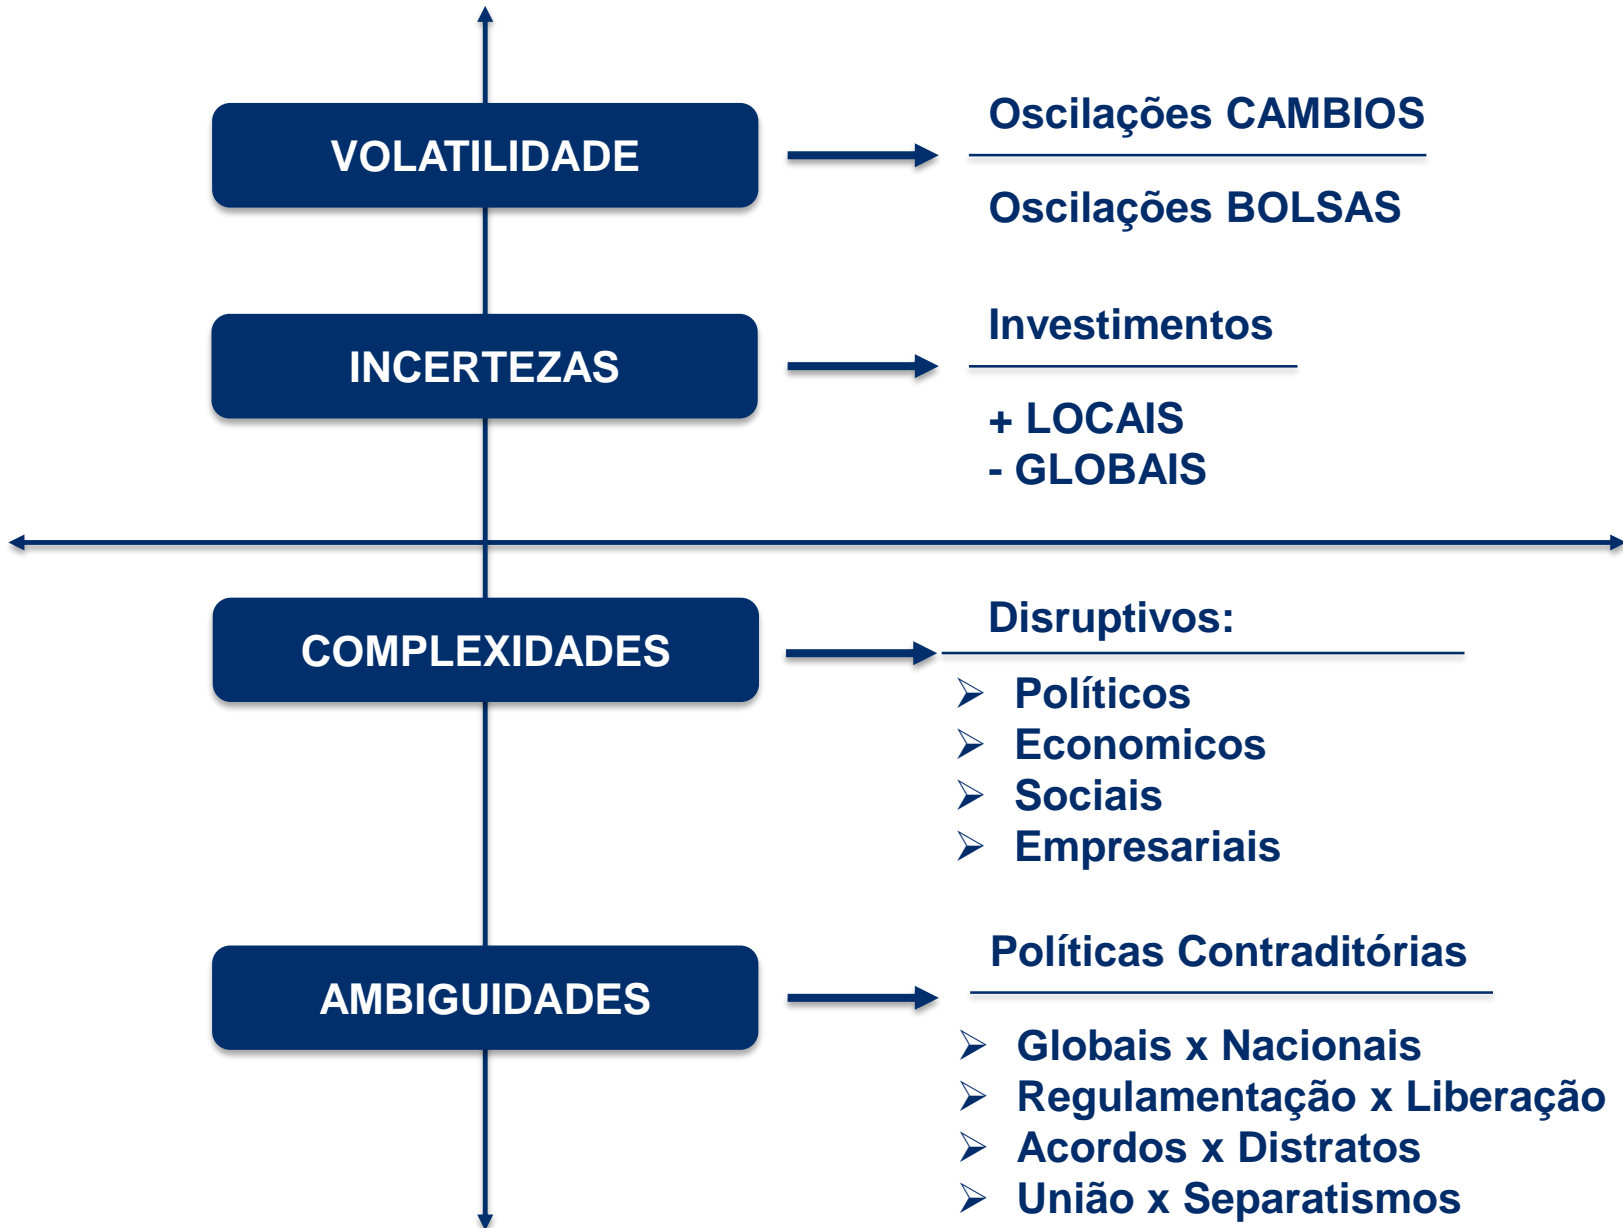 VOLATILIDADE
Oscilações CAMBIOS
Oscilações BOLSAS
INCERTEZAS
Investimentos
+ LOCAIS
- GLOBAIS
COMPLEXIDADES
Disruptivos:
➢ Políticos
➢ Economicos
➢ Sociais
➢ Empresariais
AMBIGUIDADES
Políticas Contraditórias
➢ Globais x Nacionais
➢ Regulamentação x Liberação
➢ Acordos x Distratos
➢ União x Separatismos